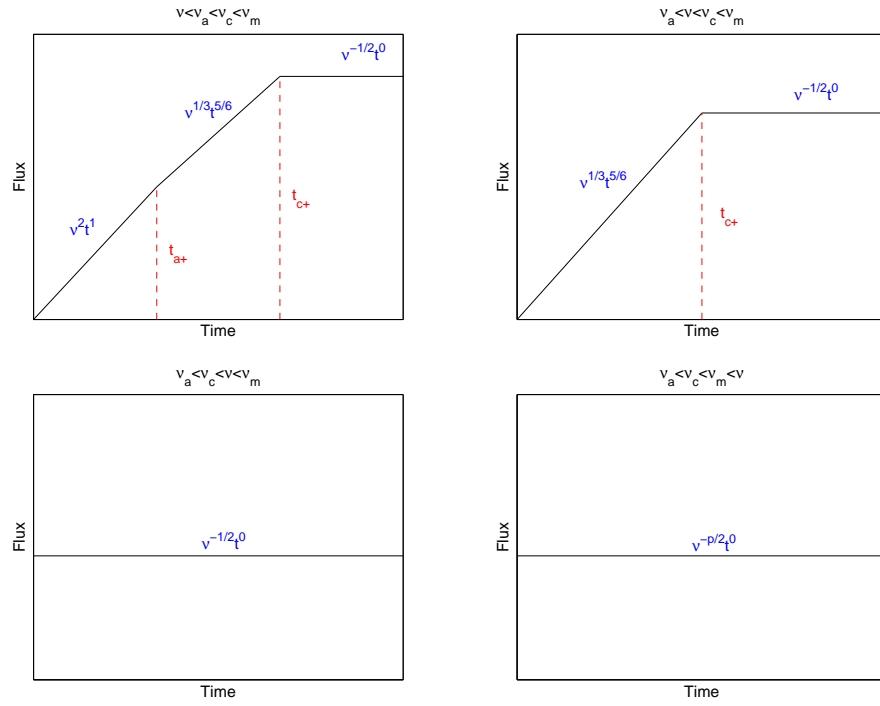 ν<ν_a<ν_c<ν_m
ν^{-1/2}t^0
ν^{1/3}t^{5/6}
ν^2t^1
t_{a+}
t_{c+}
Flux
Time
ν_a<ν<ν_c<ν_m
ν^{-1/2}t^0
ν^{1/3}t^{5/6}
t_{c+}
Flux
Time
ν_a<ν_c<ν<ν_m
ν^{-1/2}t^0
Flux
Time
ν_a<ν_c<ν_m<ν
ν^{-p/2}t^0
Flux
Time